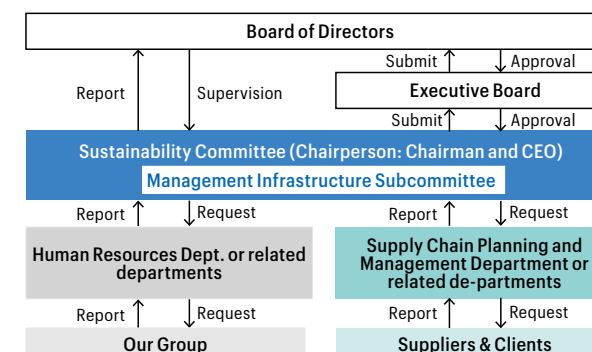 Board of Directors
Submit
Approval
Report
Supervision
Executive Board
Submit
Approval
Sustainability Committee (Chairperson: Chairman and CEO)
Management Infrastructure Subcommittee
Report
Request
Report
Request
Human Resources Dept. or related
departments
Supply Chain Planning and
Management Department or
related de-partments
Report
Request
Report
Request
Our Group
Suppliers & Clients